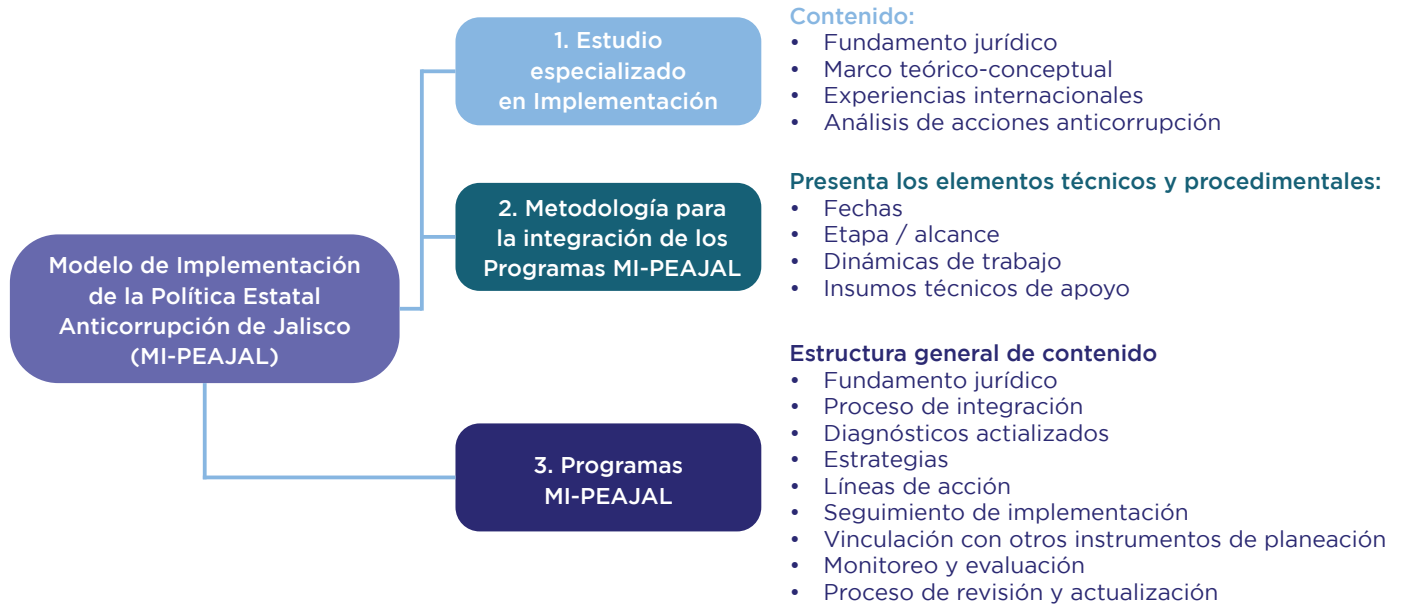 Modelo de Implementación
de la Política Estatal
Anticorrupción de Jalisco
(MI-PEAJAL)
1. Estudio
especializado
en Implementación
Contenido:
• Fundamento jurídico
• Marco teórico-conceptual
• Experiencias internacionales
• Análisis de acciones anticorrupción
2. Metodología para
la integración de los
Programas MI-PEAJAL
Presenta los elementos técnicos y procedimentales:
• Fechas
• Etapa / alcance
• Dinámicas de trabajo
• Insumos técnicos de apoyo
3. Programas
MI-PEAJAL
Estructura general de contenido
• Fundamento jurídico
• Proceso de integración
• Diagnósticos actializados
• Estrategias
• Líneas de acción
• Seguimiento de implementación
• Vinculación con otros instrumentos de planeación
• Monitoreo y evaluación
• Proceso de revisión y actualización